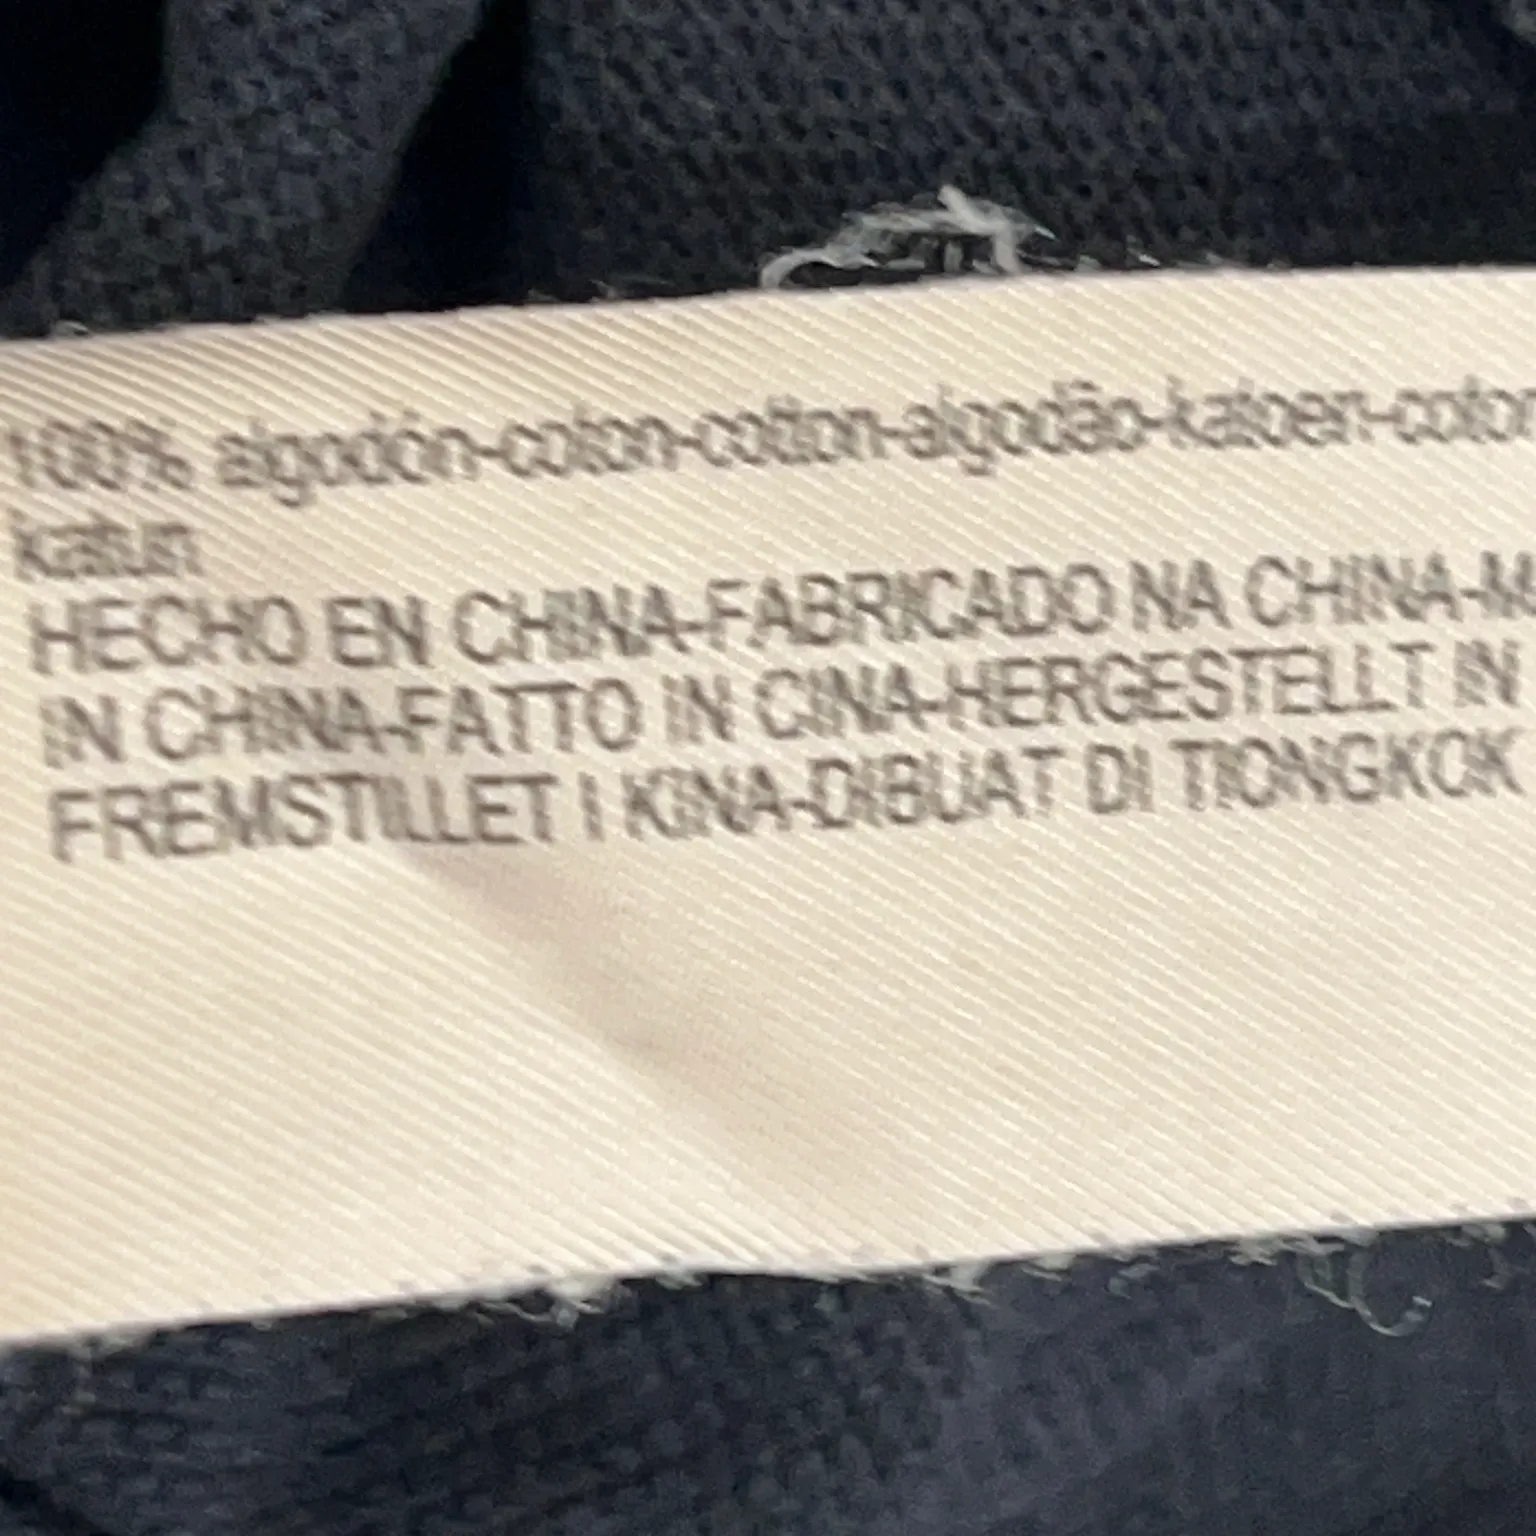 100% algodón-coton-cotton-algodão-katoen-coton
katun
HECHO EN CHINA-FABRICADO NA CHINA-M
IN CHINA-FATTO IN CINA-HERGESTELLT IN
FREMSTILLET I KINA-DIBUAT DI TIONGKOK